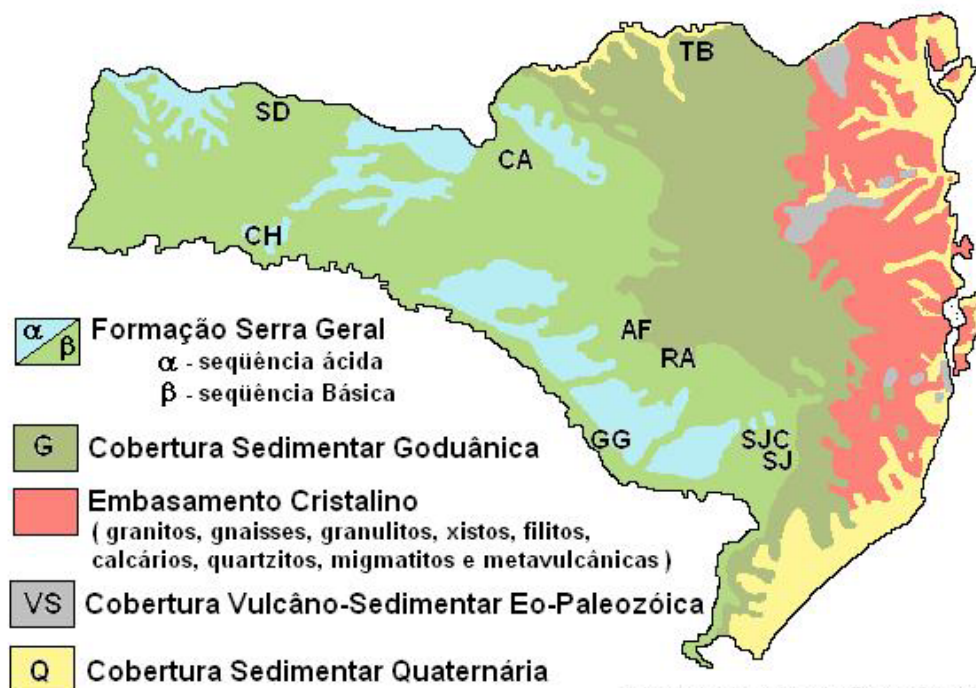 TB
SD
CA
CH
AF
RA
GG
SJC
SJ
α β Formação Serra Geral
α - seqüência ácida
β - seqüência Básica
G Cobertura Sedimentar Goduânica
Embasamento Cristalino
( granitos, gnaisses, granulitos, xistos, filitos,
calcários, quartzitos, migmatitos e metavulcânicas )
VS Cobertura Vulcâno-Sedimentar Eo-Paleozóica
Q Cobertura Sedimentar Quaternária